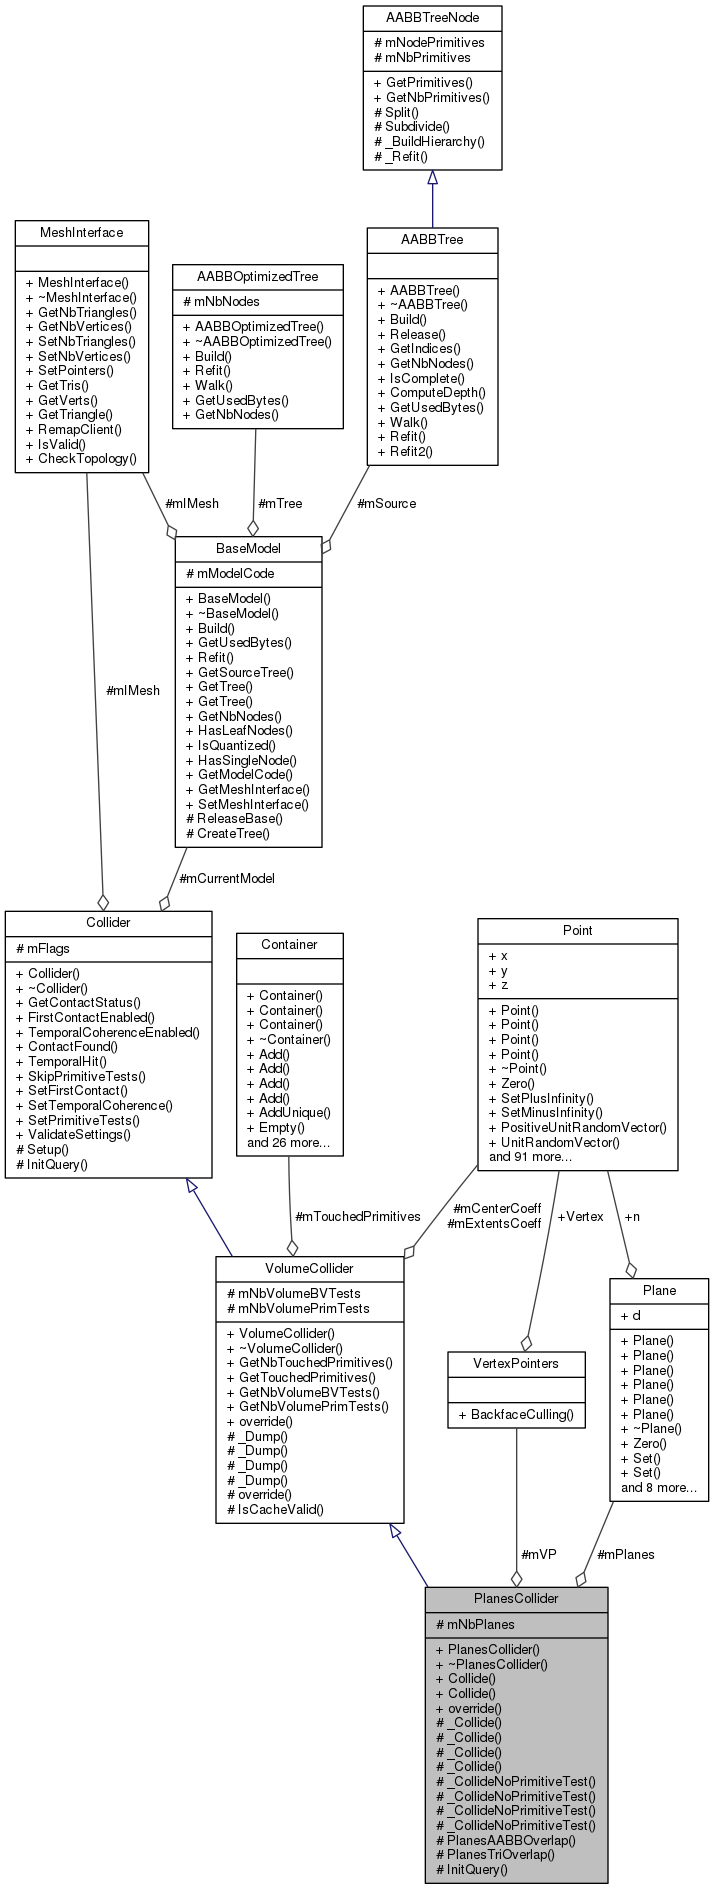 AABBTreeNode
# mNodePrimitives
# mNbPrimitives
+ GetPrimitives()
+ GetNbPrimitives()
# Split()
# Subdivide()
# _BuildHierarchy()
# _Refit()
MeshInterface
+ MeshInterface()
+ ~MeshInterface()
+ GetNbTriangles()
+ GetNbVertices()
+ SetNbTriangles()
+ SetNbVertices()
+ SetPointers()
+ GetTris()
+ GetVerts()
+ GetTriangle()
+ RemapClient()
+ IsValid()
+ CheckTopology()
AABBOptimizedTree
# mNbNodes
+ AABBOptimizedTree()
+ ~AABBOptimizedTree()
+ Build()
+ Refit()
+ Walk()
+ GetUsedBytes()
+ GetNbNodes()
AABBTree
+ AABBTree()
+ ~AABBTree()
+ Build()
+ Release()
+ GetIndices()
+ GetNbNodes()
+ IsComplete()
+ ComputeDepth()
+ GetUsedBytes()
+ Walk()
+ Refit()
+ Refit2()
#mIMesh
#mTree
#mSource
BaseModel
# mModelCode
+ BaseModel()
+ ~BaseModel()
+ Build()
+ GetUsedBytes()
+ Refit()
+ GetSourceTree()
+ GetTree()
+ GetTree()
+ GetNbNodes()
+ HasLeafNodes()
+ IsQuantized()
+ HasSingleNode()
+ GetModelCode()
+ GetMeshInterface()
+ SetMeshInterface()
# ReleaseBase()
# CreateTree()
#mIMesh
#mCurrentModel
Collider
# mFlags
+ Collider()
+ ~Collider()
+ GetContactStatus()
+ FirstContactEnabled()
+ TemporalCoherenceEnabled()
+ ContactFound()
+ TemporalHit()
+ SkipPrimitiveTests()
+ SetFirstContact()
+ SetTemporalCoherence()
+ SetPrimitiveTests()
+ ValidateSettings()
# Setup()
# InitQuery()
Container
+ Container()
+ Container()
+ Container()
+ ~Container()
+ Add()
+ Add()
+ Add()
+ Add()
+ AddUnique()
+ Empty()
and 26 more...
Point
+ x
+ y
+ z
+ Point()
+ Point()
+ Point()
+ Point()
+ ~Point()
+ Zero()
+ SetPlusInfinity()
+ SetMinusInfinity()
+ PositiveUnitRandomVector()
+ UnitRandomVector()
and 91 more...
#mTouchedPrimitives
#mCenterCoeff
#mExtentsCoeff
+Vertex
+n
VolumeCollider
# mNbVolumeBVTests
# mNbVolumePrimTests
+ VolumeCollider()
+ ~VolumeCollider()
+ GetNbTouchedPrimitives()
+ GetTouchedPrimitives()
+ GetNbVolumeBVTests()
+ GetNbVolumePrimTests()
+ override()
# _Dump()
# _Dump()
# _Dump()
# _Dump()
# override()
# IsCacheValid()
VertexPointers
+ BackfaceCulling()
Plane
+ d
+ Plane()
+ Plane()
+ Plane()
+ Plane()
+ Plane()
+ Plane()
+ ~Plane()
+ Zero()
+ Set()
+ Set()
and 8 more...
#mVP
#mPlanes
PlanesCollider
# mNbPlanes
+ PlanesCollider()
+ ~PlanesCollider()
+ Collide()
+ Collide()
+ override()
# _Collide()
# _Collide()
# _Collide()
# _Collide()
# _CollideNoPrimitiveTest()
# _CollideNoPrimitiveTest()
# _CollideNoPrimitiveTest()
# _CollideNoPrimitiveTest()
# PlanesAABBOverlap()
# PlanesTriOverlap()
# InitQuery()